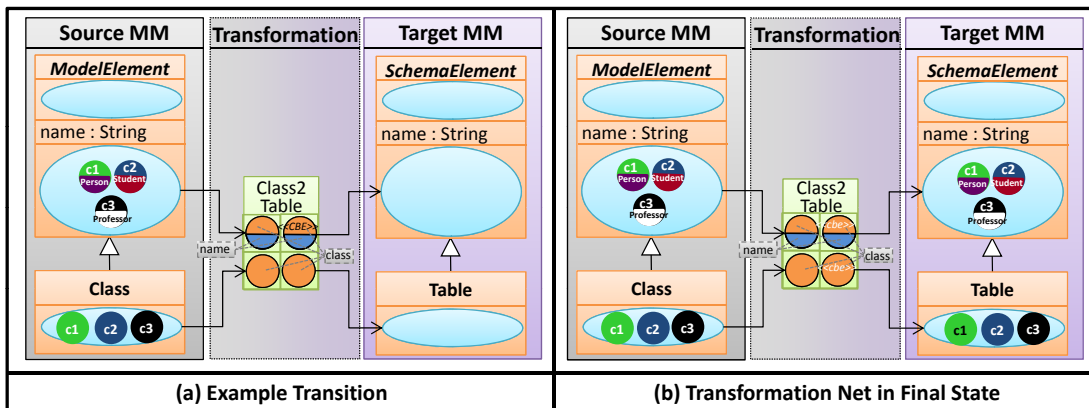 Source MM
Transformation
Target MM
ModelElement
SchemaElement
name : String
c1
Person
c2
Student
c3
Professor
Class2
Table
<<CBE>>
name
class
Class
Table
c1
c2
c3
(a) Example Transition
Source MM
Transformation
Target MM
ModelElement
SchemaElement
name : String
name : String
c1
Person
c2
Student
c3
Professor
c1
Person
c2
Student
c3
Professor
Class2
Table
<<cbe>>
name
class
<<cbe>>
Class
Table
c1
c2
c3
c1
c2
c3
(b) Transformation Net in Final State